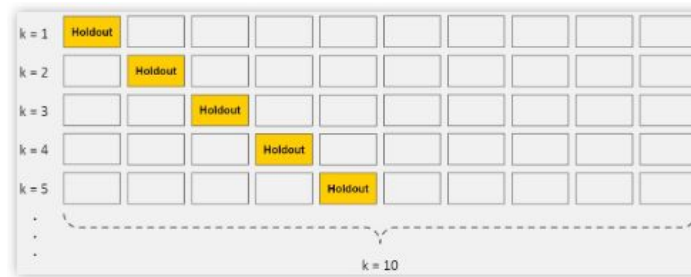 k = 1 Holdout
k = 2 Holdout
k = 3 Holdout
k = 4 Holdout
k = 5 Holdout
.
.
.
k = 10